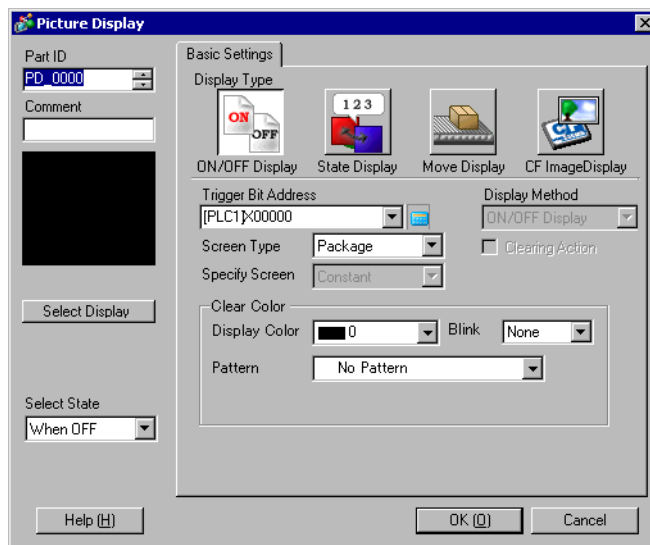 Picture Display
Part ID
PD_0000
Comment
Select Display
Select State
When OFF
Help (H)
Basic Settings
Display Type
ON
OFF
1 2 3
ON/OFF Display
State Display
Move Display
CF ImageDisplay
Trigger Bit Address
[PLC1]X00000
Display Method
ON/OFF Display
Screen Type
Package
Clearing Action
Specify Screen
Constant
Clear Color
Display Color
0
Blink
None
Pattern
No Pattern
OK (O)
Cancel